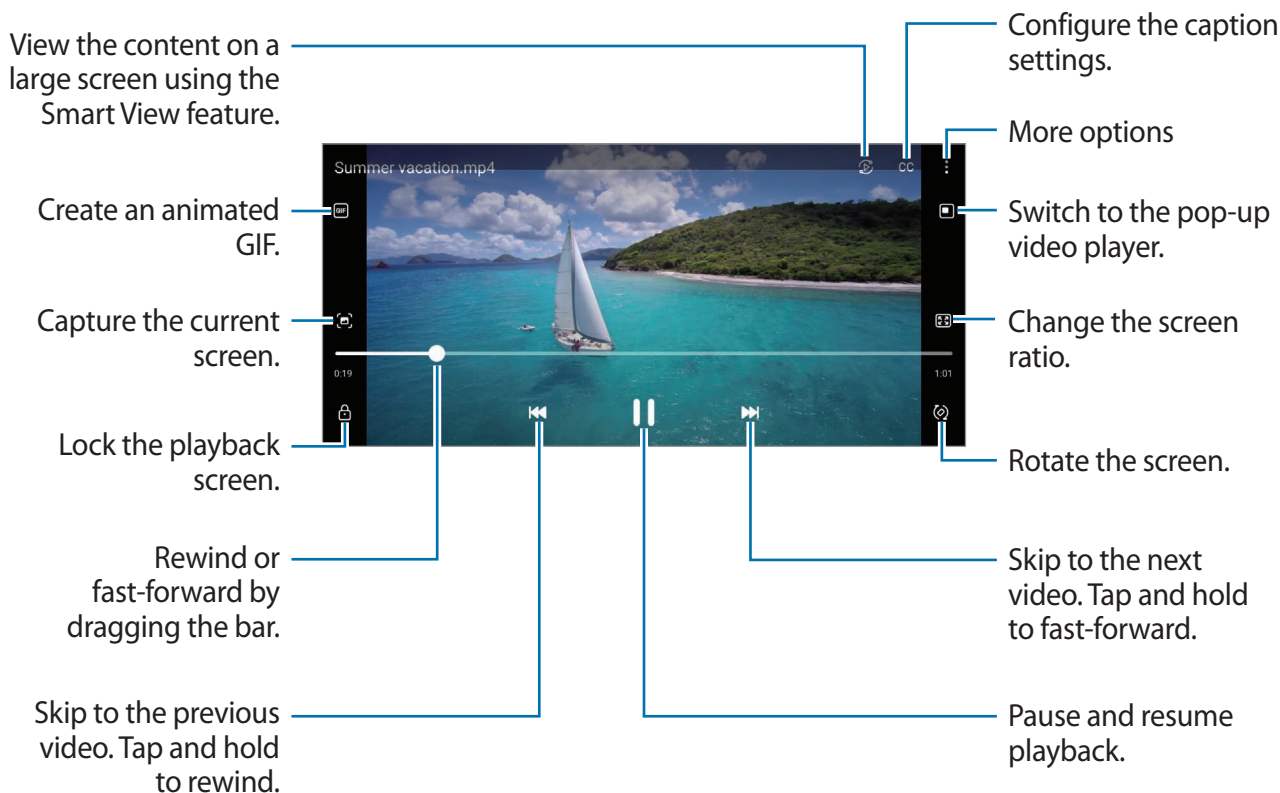 View the content on a
large screen using the
Smart View feature.
Configure the caption
settings.
More options
Summer vacation.mp4
CC
Create an animated
GIF.
GIF
Switch to the pop-up
video player.
Capture the current
screen.
Change the screen
ratio.
0:19
1:01
Lock the playback
screen.
Rotate the screen.
Rewind or
fast-forward by
dragging the bar.
Skip to the next
video. Tap and hold
to fast-forward.
Skip to the previous
video. Tap and hold
to rewind.
Pause and resume
playback.